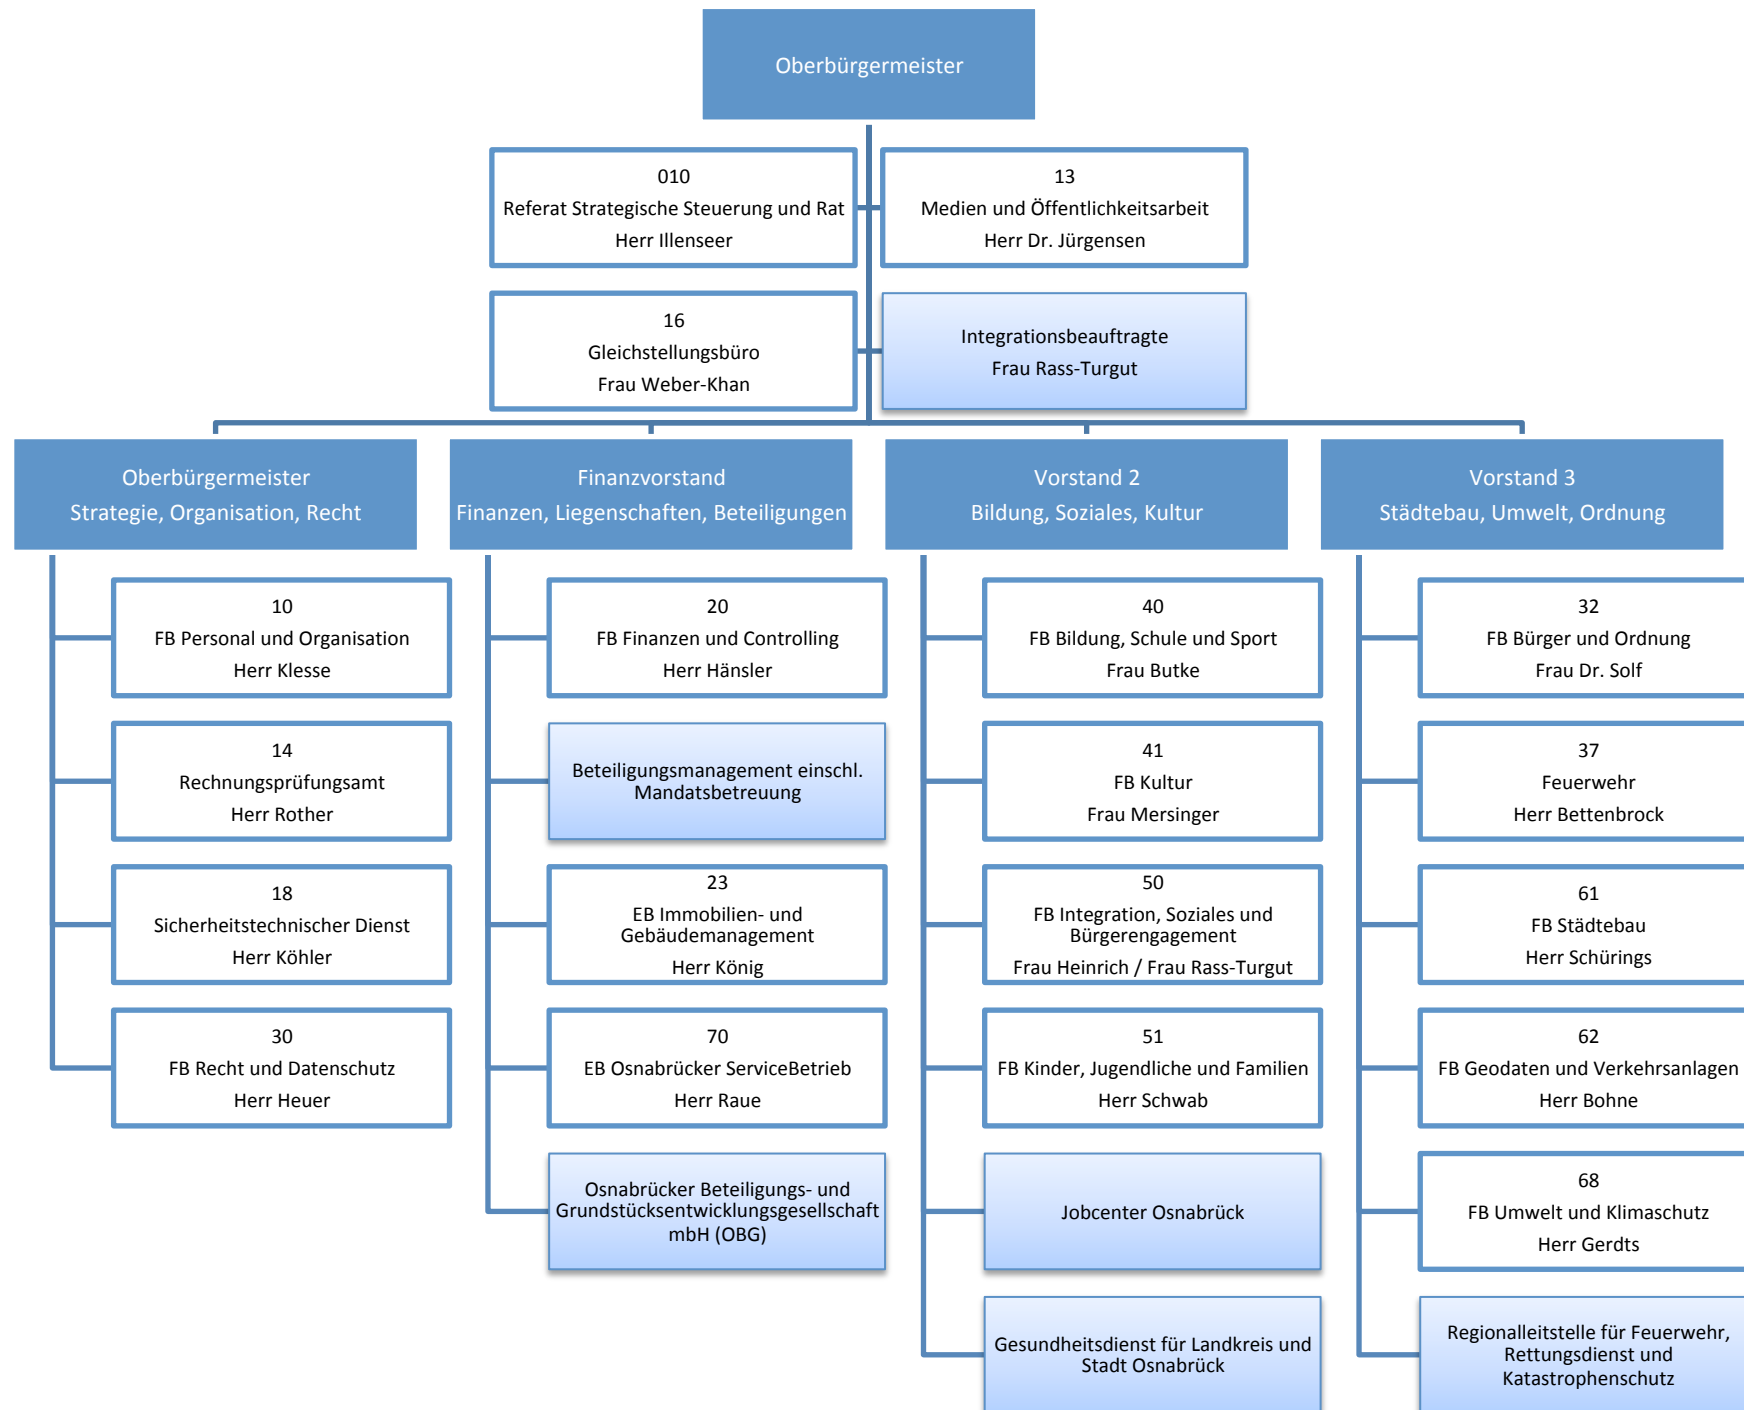 Oberbürgermeister
010
Referat Strategische Steuerung und Rat
Herr Illenseer
13
Medien und Öffentlichkeitsarbeit
Herr Dr. Jürgensen
16
Gleichstellungsbüro
Frau Weber-Khan
Integrationsbeauftragte
Frau Rass-Turgut
Oberbürgermeister
Strategie, Organisation, Recht
10
FB Personal und Organisation
Herr Klesse
14
Rechnungsprüfungsamt
Herr Rother
18
Sicherheitstechnischer Dienst
Herr Köhler
30
FB Recht und Datenschutz
Herr Heuer
Finanzvorstand
Finanzen, Liegenschaften, Beteiligungen
20
FB Finanzen und Controlling
Herr Hänsler
Beteiligungsmanagement einschl.
Mandatsbetreuung
23
EB Immobilien- und
Gebäudemanagement
Herr König
70
EB Osnabrücker ServiceBetrieb
Herr Raue
Osnabrücker Beteiligungs- und
Grundstücksentwicklungsgesellschaft
mbH (OBG)
Vorstand 2
Bildung, Soziales, Kultur
40
FB Bildung, Schule und Sport
Frau Butke
41
FB Kultur
Frau Mersinger
50
FB Integration, Soziales und
Bürgerengagement
Frau Heinrich / Frau Rass-Turgut
51
FB Kinder, Jugendliche und Familien
Herr Schwab
Jobcenter Osnabrück
Gesundheitsdienst für Landkreis und
Stadt Osnabrück
Vorstand 3
Städtebau, Umwelt, Ordnung
32
FB Bürger und Ordnung
Frau Dr. Solf
37
Feuerwehr
Herr Bettenbrock
61
FB Städtebau
Herr Schürings
62
FB Geodaten und Verkehrsanlagen
Herr Bohne
68
FB Umwelt und Klimaschutz
Herr Gerdts
Regionalleitstelle für Feuerwehr,
Rettungsdienst und
Katastrophenschutz